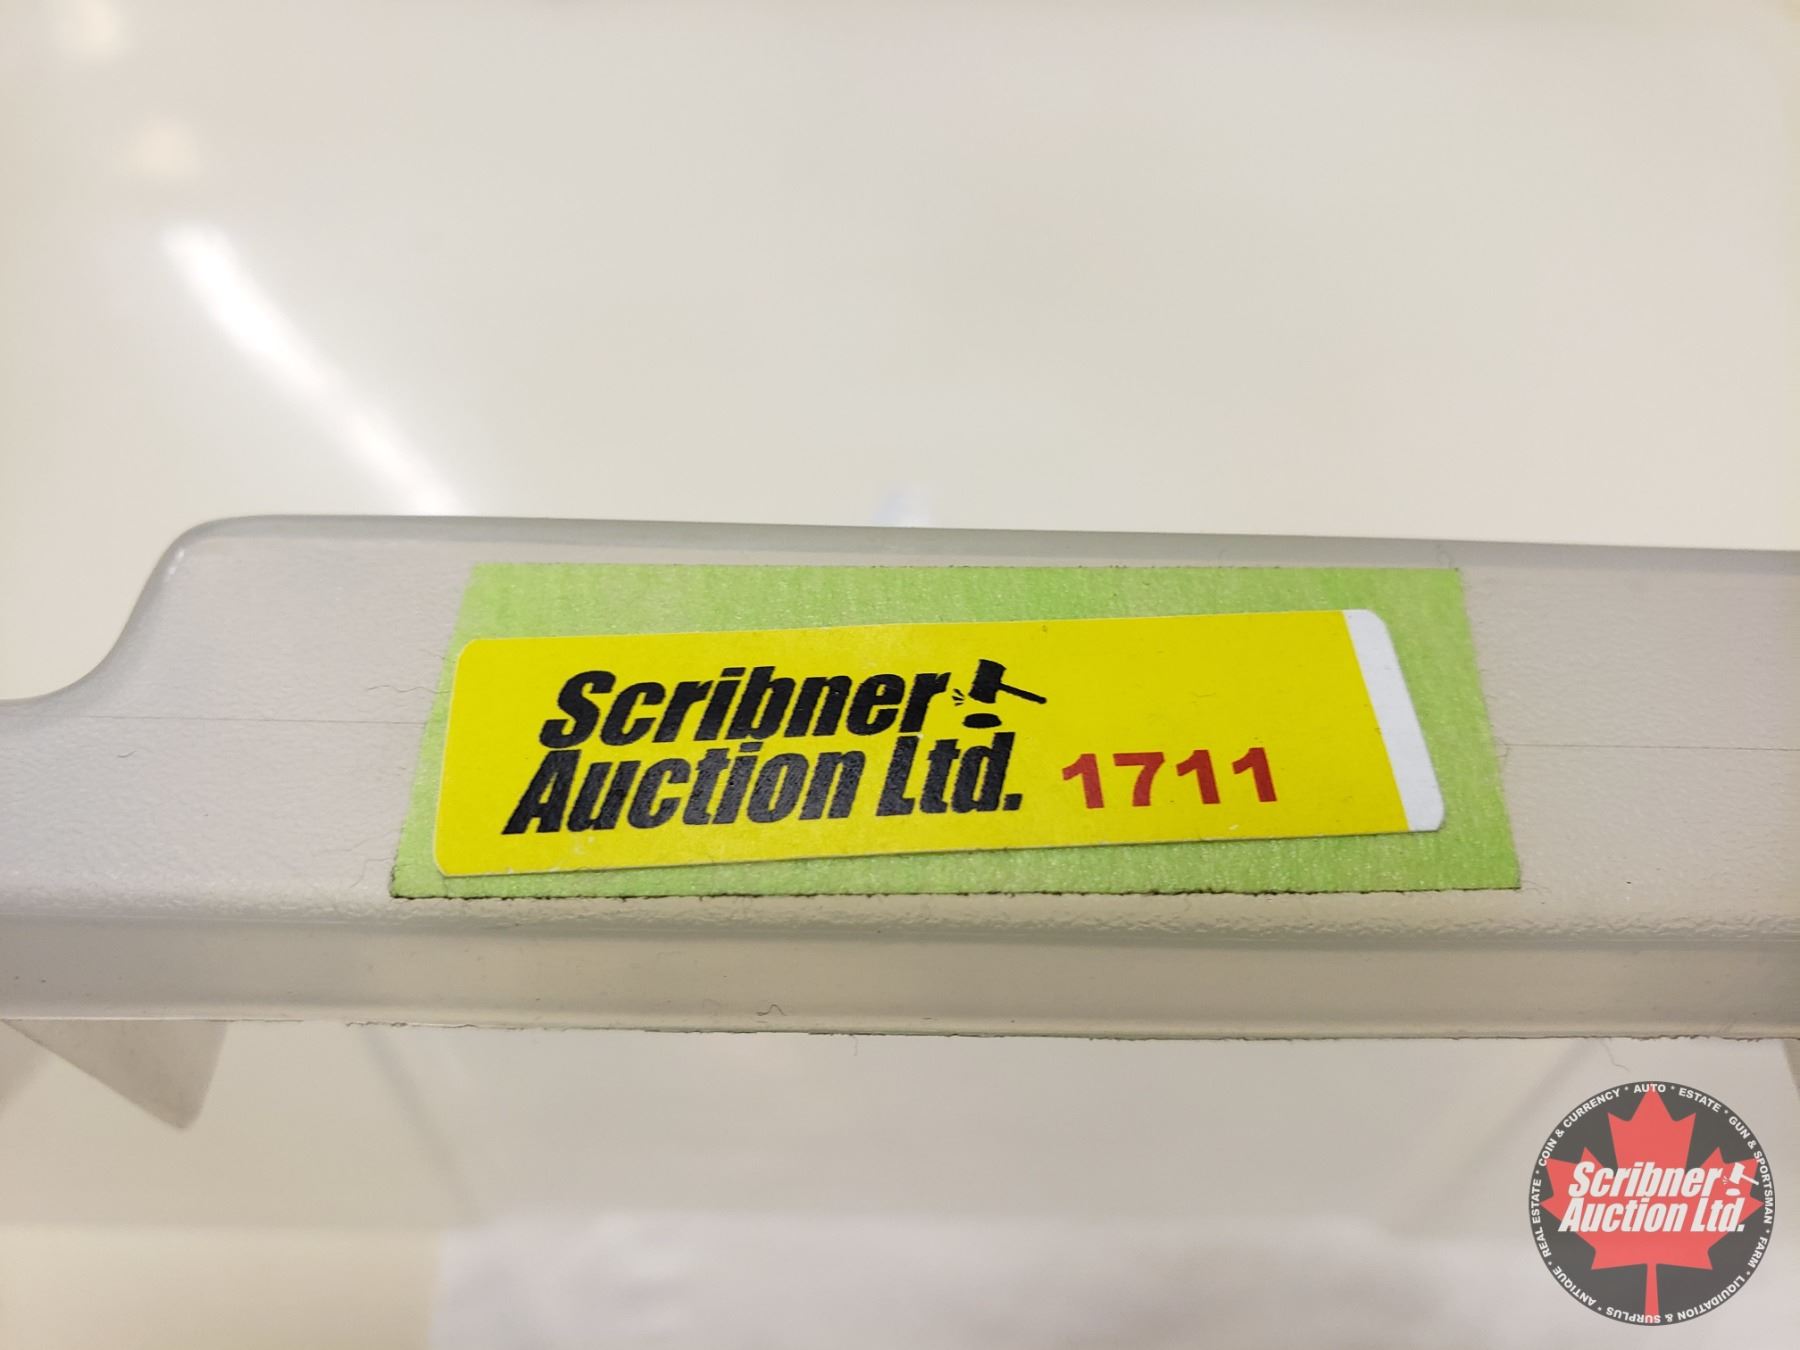 Scribner
Auction Ltd. 1711
COIN & CURRENCY * AUTO * ESTATE * GUN & SPORTSMAN * FARM * LIQUIDATION & SURPLUS * ANTIQUE * REAL ESTATE *
Scribner
Auction Ltd.